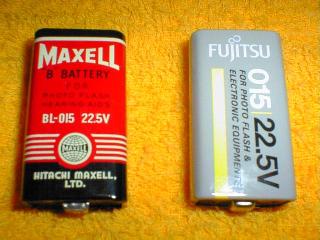 MAXELL
B BATTERY
FOR
PHOTO FLASH
HEARING AIDS
BL-015 22.5V
MAXELL
HITACHI MAXELL,
LTD.
FUJITSU
015/22.5V
FOR PHOTO FLASH &
ELECTRONIC EQUIPMENT